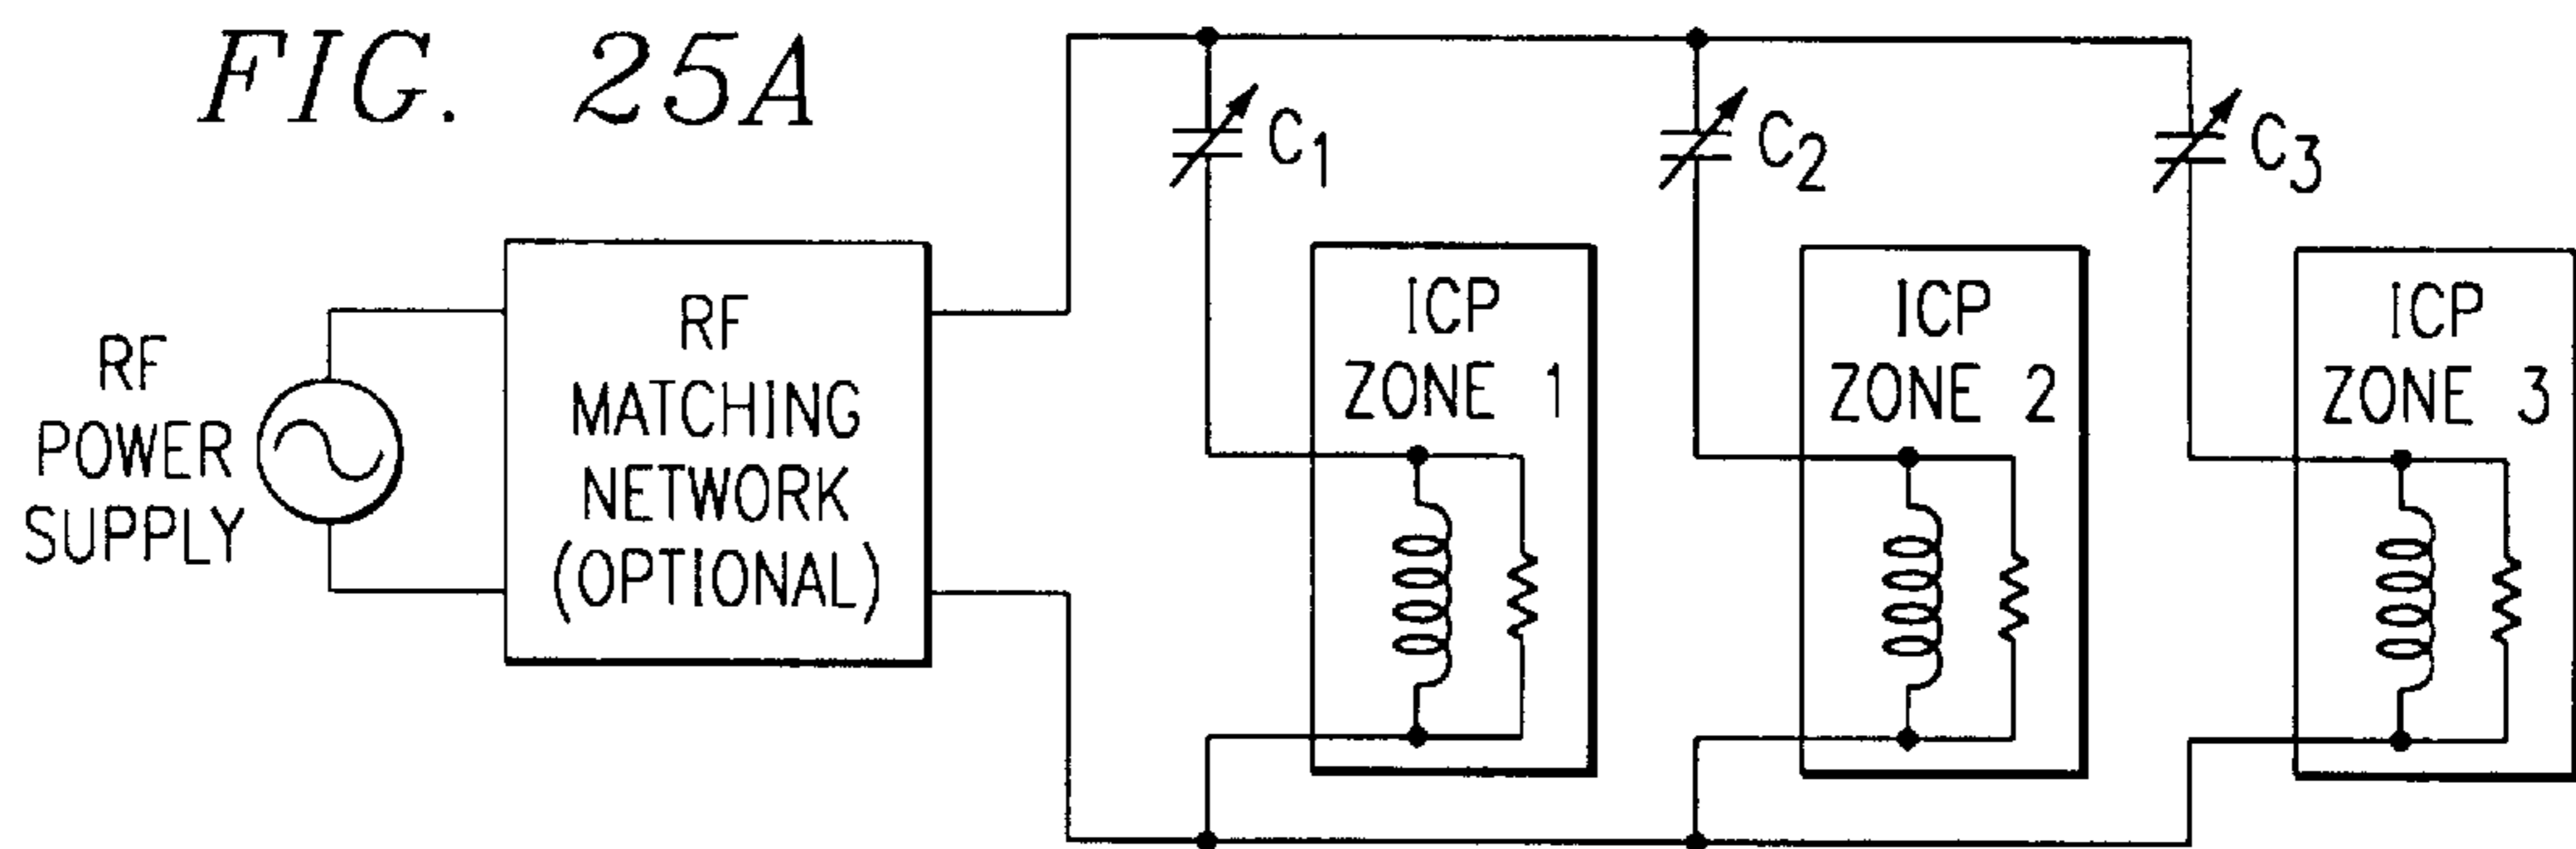 FIG. 25A
RF
POWER
SUPPLY
RF
MATCHING
NETWORK
(OPTIONAL)
C1
ICP
ZONE 1
C2
ICP
ZONE 2
C3
ICP
ZONE 3